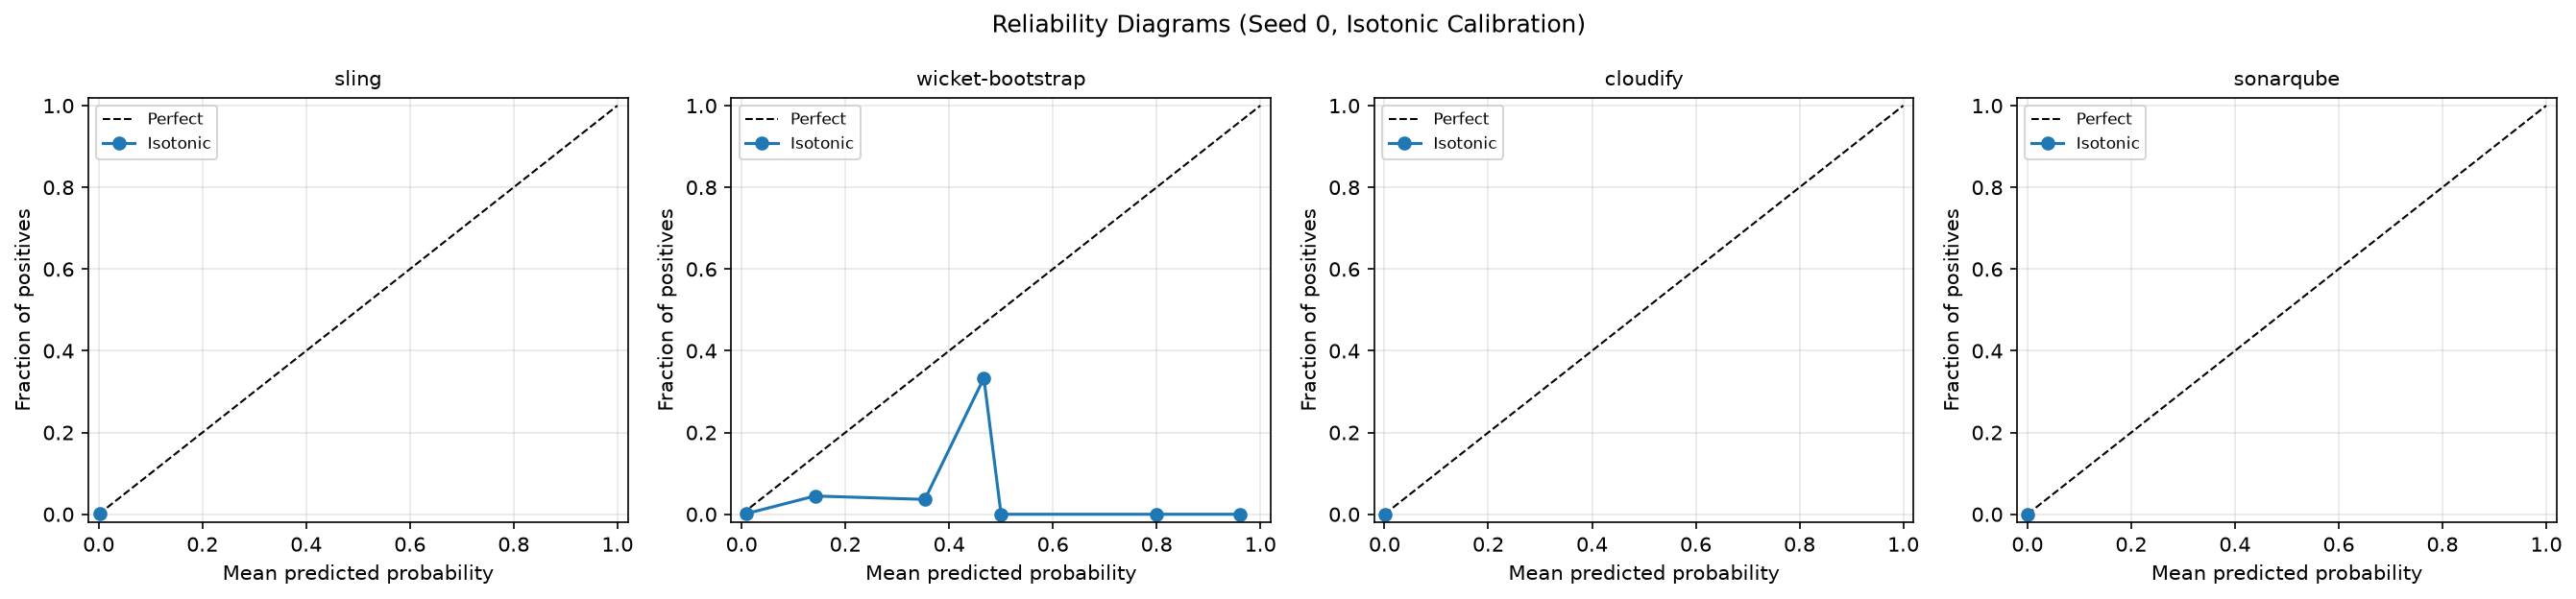 Reliability Diagrams (Seed 0, Isotonic Calibration)
sling
Perfect
Isotonic
Fraction of positives
1.0
0.8
0.6
0.4
0.2
0.0
0.0 0.2 0.4 0.6 0.8 1.0
Mean predicted probability
wicket-bootstrap
Perfect
Isotonic
Fraction of positives
1.0
0.8
0.6
0.4
0.2
0.0
0.0 0.2 0.4 0.6 0.8 1.0
Mean predicted probability
cloudify
Perfect
Isotonic
Fraction of positives
1.0
0.8
0.6
0.4
0.2
0.0
0.0 0.2 0.4 0.6 0.8 1.0
Mean predicted probability
sonarqube
Perfect
Isotonic
Fraction of positives
1.0
0.8
0.6
0.4
0.2
0.0
0.0 0.2 0.4 0.6 0.8 1.0
Mean predicted probability